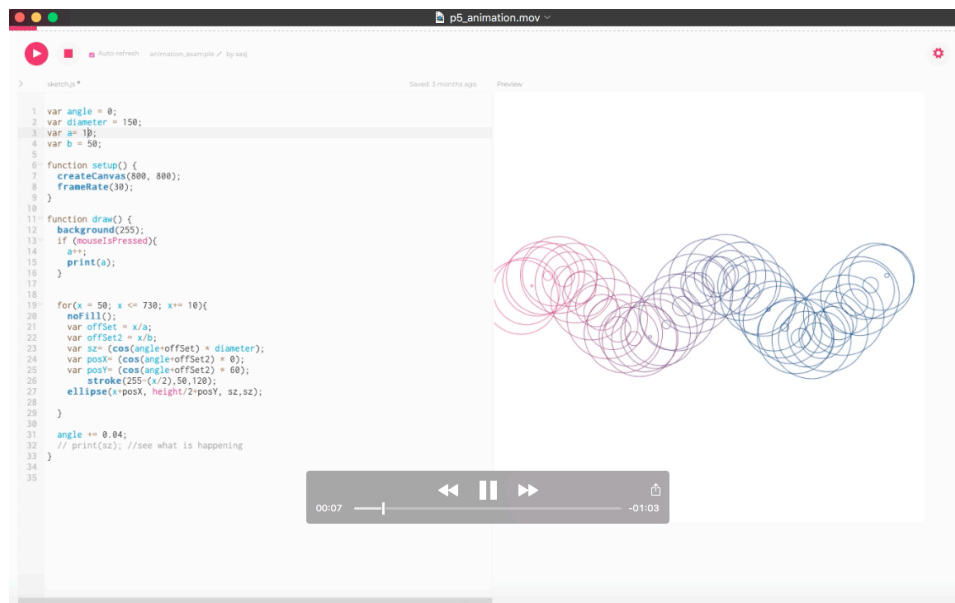 p5_animation.mov
Auto-refresh animation_example by sasj
sketch.js*
Saved: 3 months ago
Preview
1 var angle = 0;
2 var diameter = 150;
3 var a= 10;
4 var b = 50;
5
6 function setup() {
7 createCanvas(800, 800);
8 frameRate(30);
9 }
10
11 function draw() {
12 background(255);
13 if (mouseIsPressed){
14 a++;
15 print(a);
16 }
17
18
19 for(x = 50; x <= 730; x+= 10){
20 noFill();
21 var offSet = x/a;
22 var offSet2 = x/b;
23 var sz= (cos(angle+offSet) * diameter);
24 var posX= (cos(angle+offSet2) * 0);
25 var posY= (cos(angle+offSet2) * 60);
26 stroke(255-(x/2),50,120);
27 ellipse(x+posX, height/2+posY, sz,sz);
28
29 }
30
31 angle += 0.04;
32 // print(sz); //see what is happening
33 }
34
35
00:07
-01:03